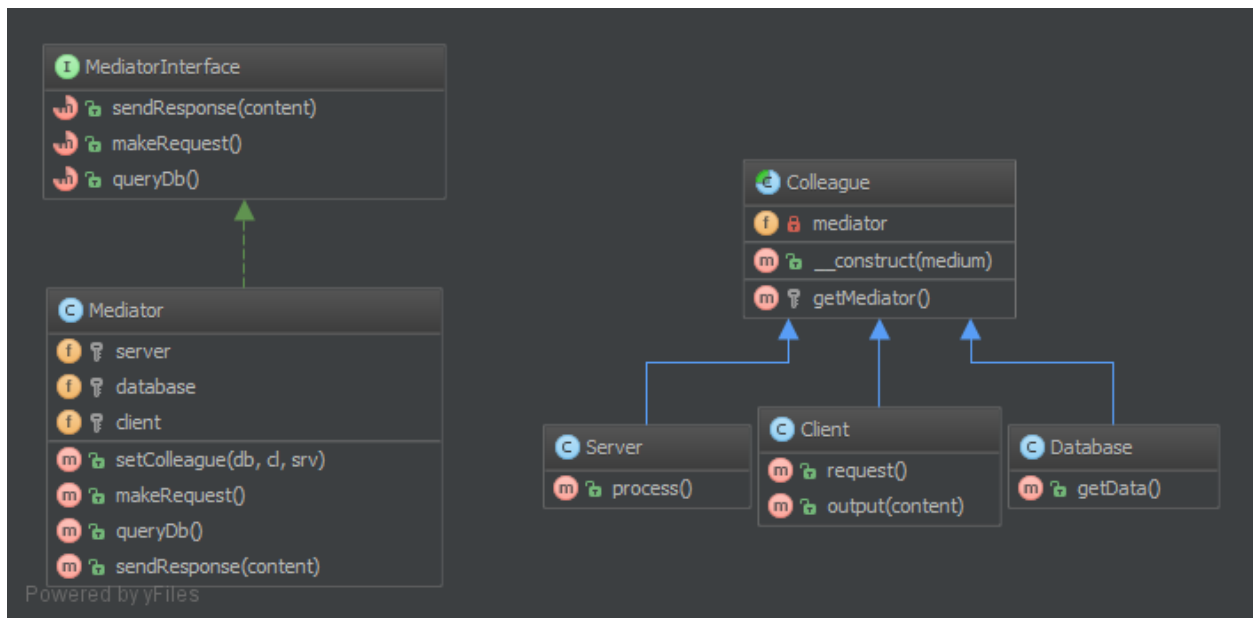 MediatorInterface
sendResponse(content)
makeRequest()
queryDb()
Mediator
server
database
client
setColleague(db, cl, srv)
makeRequest()
queryDb()
sendResponse(content)
Colleague
mediator
__construct(medium)
getMediator()
Server
process()
Client
request()
output(content)
Database
getData()
Powered by yFiles